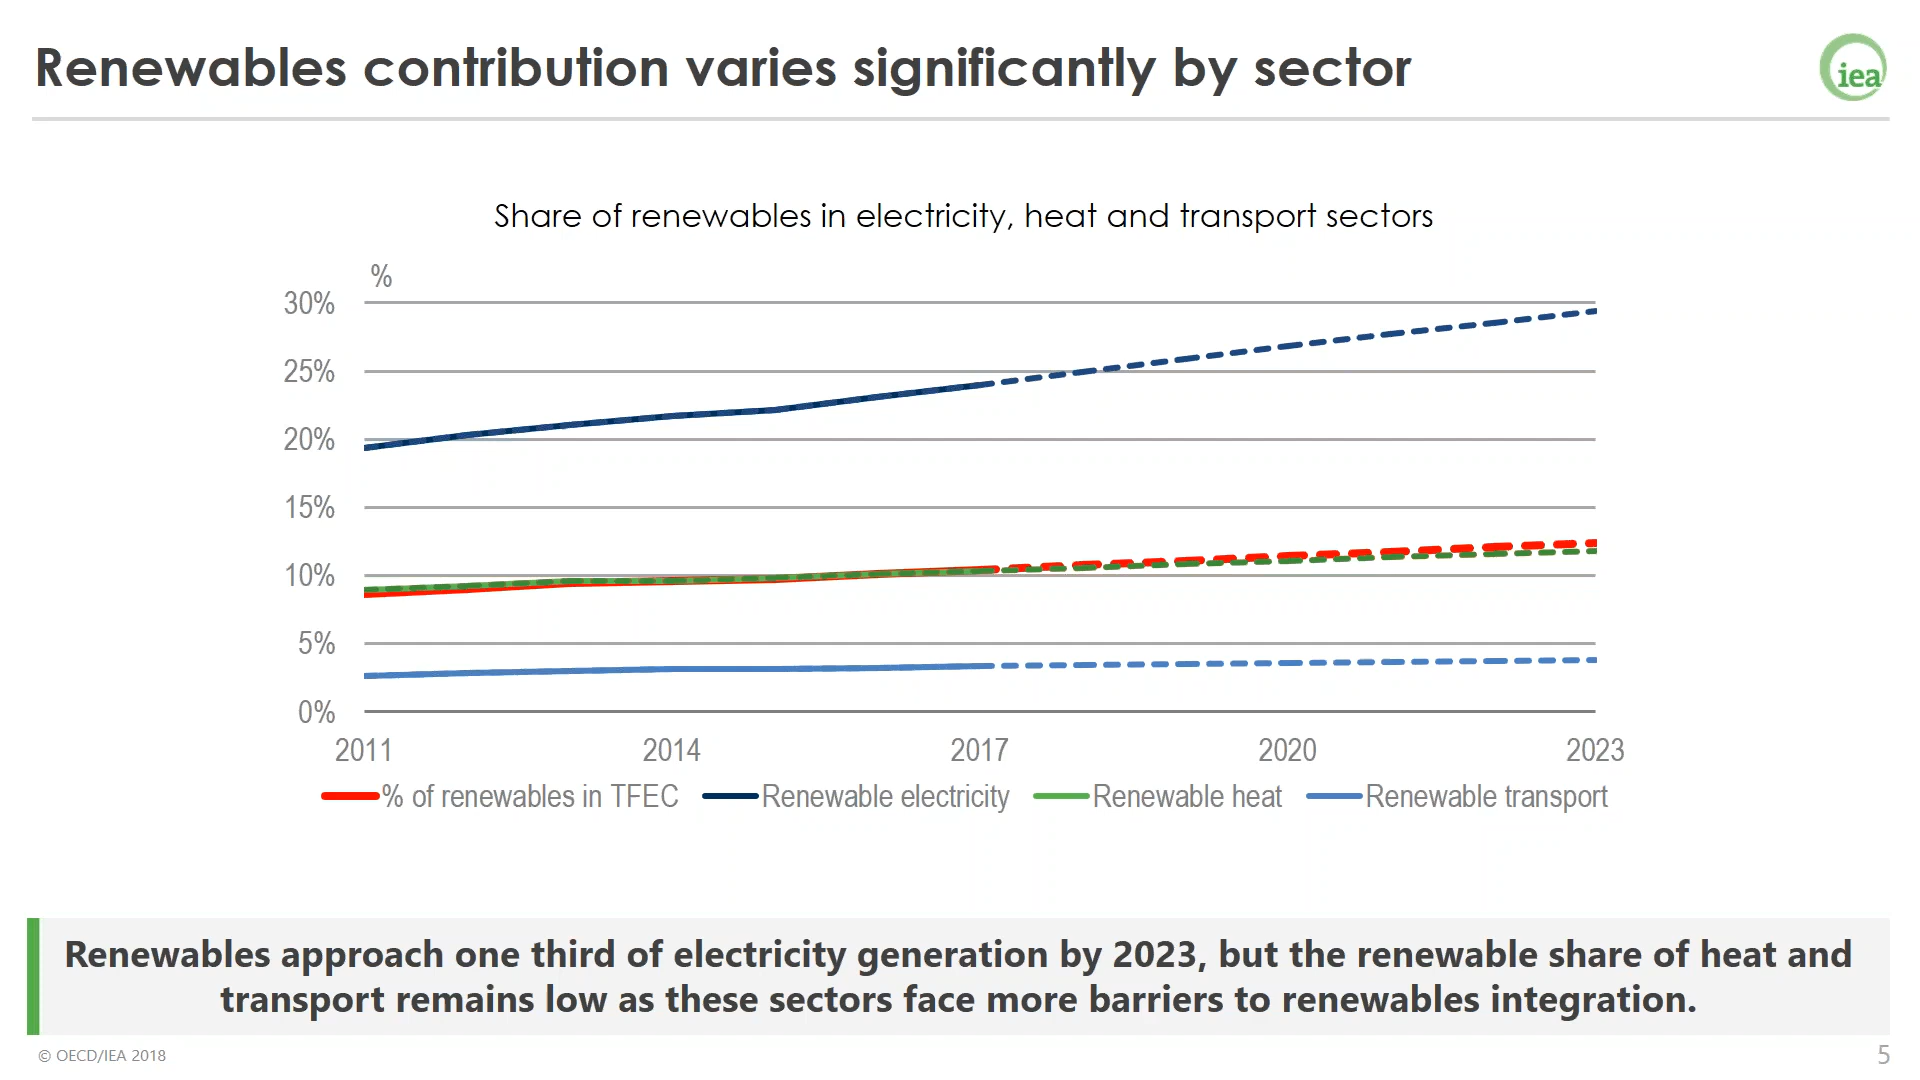 Renewables contribution varies significantly by sector
iea
Share of renewables in electricity, heat and transport sectors
%
30%
25%
20%
15%
10%
5%
0%
2011 2014 2017 2020 2023
% of renewables in TFEC Renewable electricity Renewable heat Renewable transport
Renewables approach one third of electricity generation by 2023, but the renewable share of heat and
transport remains low as these sectors face more barriers to renewables integration.
© OECD/IEA 2018
5